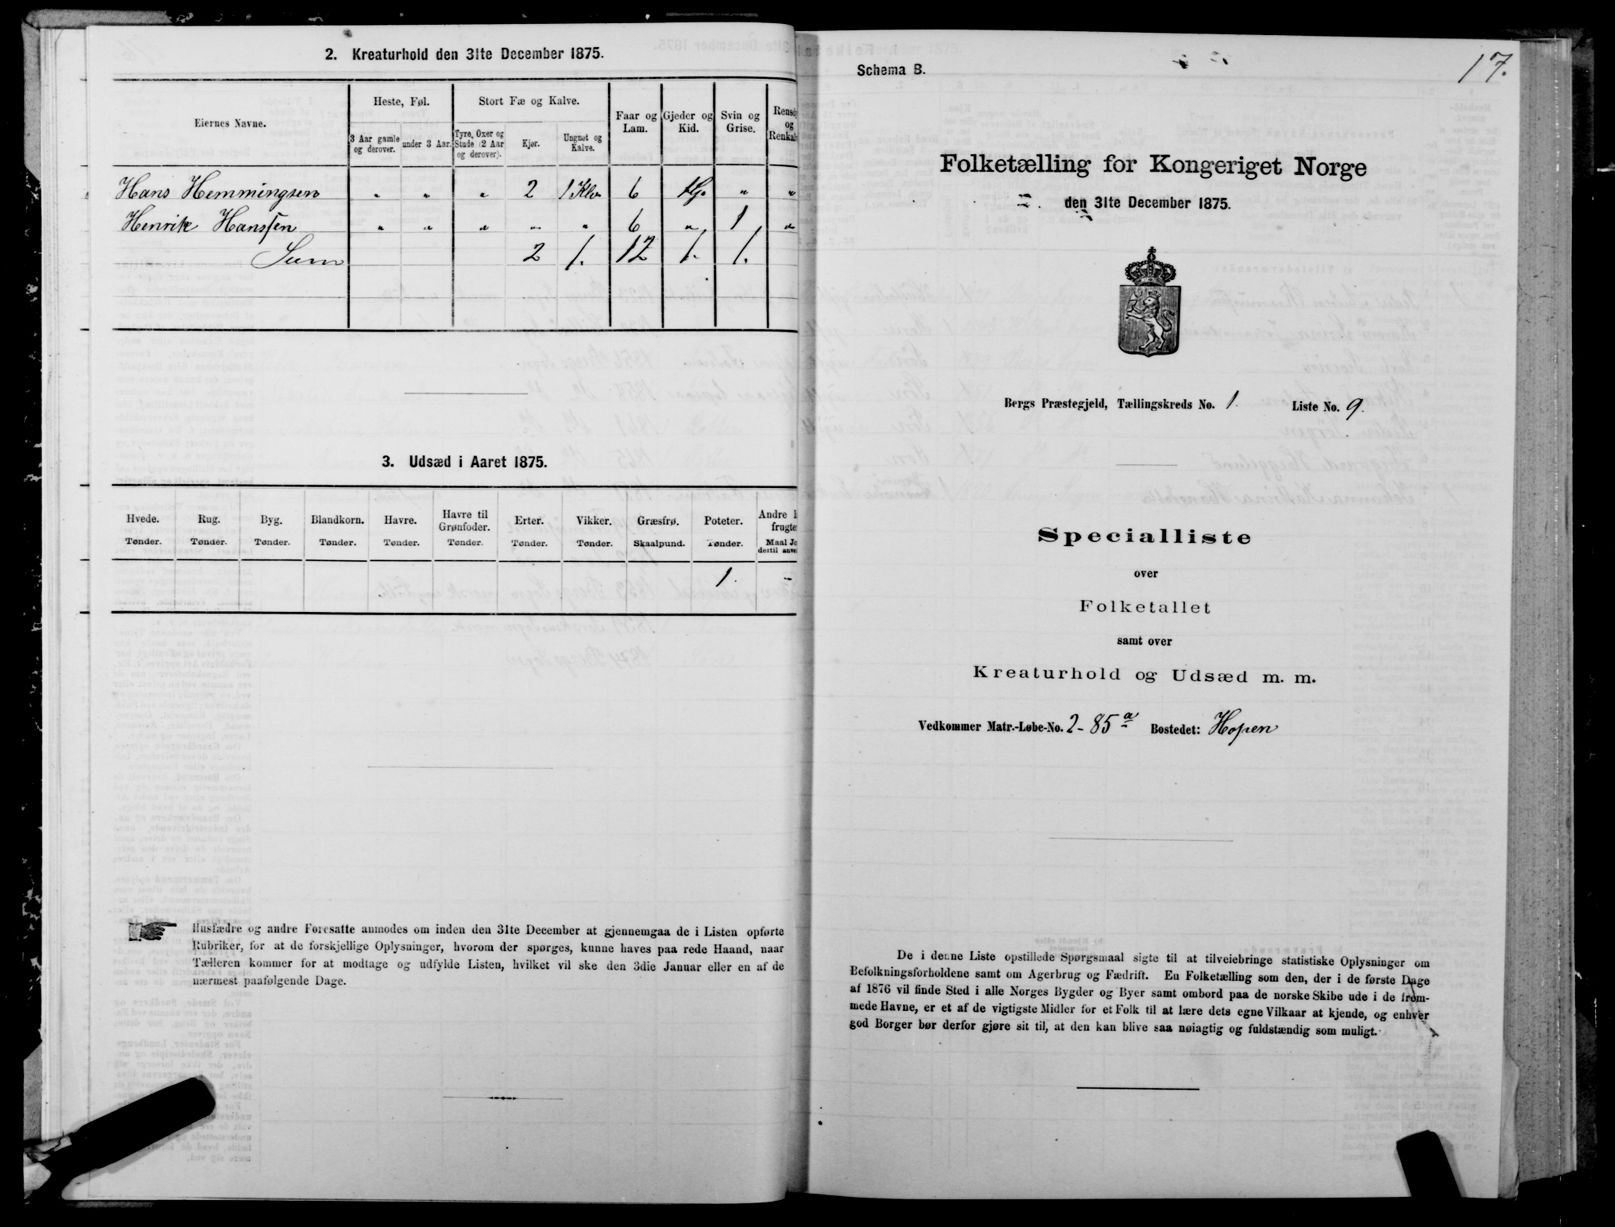 2. Kreaturhold den 31te December 1875.
Eiernes Navne.
Heste, Føl.
3 Aar gamle og derover.
under 3 Aar.
Stort Fæ og Kalve.
Tyre, Oxer og Stude (2 Aar og derover).
Kjør.
Ungnøt og Kalve.
Faar og Lam.
Gjeder og Kid.
Svin og Grise.
Hans Hemmingsen " " " 2 1 Klv 6 1 G. " "
Henrik Hanssen " " " " " 6 " 1 "
Sum 2 1. 12 1. 1.
3. Udsæd i Aaret 1875.
Hvede. Rug. Byg. Blandkorn. Havre. Havre til Grønfoder. Erter. Vikker. Græsfrø. Poteter.
Tønder. Tønder. Tønder. Tønder. Tønder. Tønder. Tønder. Tønder. Skaalpund. Tønder.
1.
Husfædre og andre Foresatte anmodes om inden den 31te December at gjennemgaa de i Listen opførte
Rubriker, for at de forskjellige Oplysninger, hvorom der spørges, kunne haves paa rede Haand, naar
Tælleren kommer for at modtage og udfylde Listen, hvilket vil ske den 3die Januar eller en af de
nærmest paafølgende Dage.
Schema B.
17.
Folketælling for Kongeriget Norge
den 31te December 1875.
Bergs Præstegjeld, Tællingskreds No. 1. Liste No. 9.
Specialliste
over
Folketallet
samt over
Kreaturhold og Udsæd m. m.
Vedkommer Matr.-Løbe-No. 2 - 85 a Bostedet: Hopen
De i denne Liste opstillede Spørgsmaal sigte til at tilveiebringe statistiske Oplysninger om
Befolkningsforholdene samt om Agerbrug og Fædrift. En Folketælling som den, der i de første Dage
af 1876 vil finde Sted i alle Norges Bygder og Byer samt ombord paa de norske Skibe ude i de frem-
mede Havne, er et af de vigtigste Midler for et Folk til at lære dets egne Vilkaar at kjende, og enhver
god Borger bør derfor gjøre sit til, at den kan blive saa nøiagtig og fuldstændig som muligt.